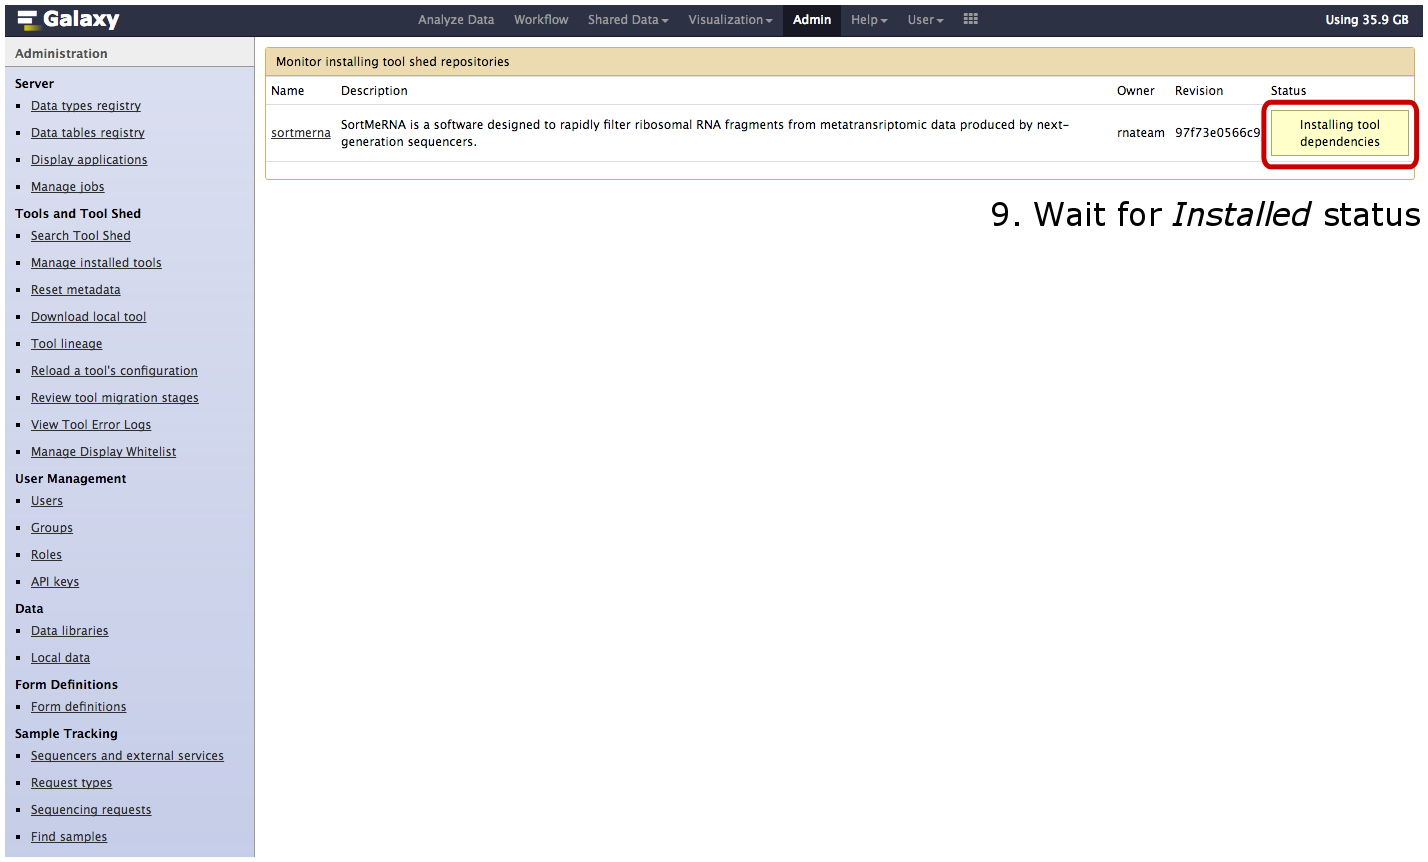 Galaxy
Analyze Data Workflow Shared Data Visualization Admin Help User
Using 35.9 GB
Administration
Server
Data types registry
Data tables registry
Display applications
Manage jobs
Tools and Tool Shed
Search Tool Shed
Manage installed tools
Reset metadata
Download local tool
Tool lineage
Reload a tool's configuration
Review tool migration stages
View Tool Error Logs
Manage Display Whitelist
User Management
Users
Groups
Roles
API keys
Data
Data libraries
Local data
Form Definitions
Form definitions
Sample Tracking
Sequencers and external services
Request types
Sequencing requests
Find samples
Monitor installing tool shed repositories
Name Description Owner Revision Status
sortmerna
SortMeRNA is a software designed to rapidly filter ribosomal RNA fragments from metatransriptomic data produced by next-
generation sequencers.
rnateam 97f73e0566c9
Installing tool
dependencies
9. Wait for Installed status